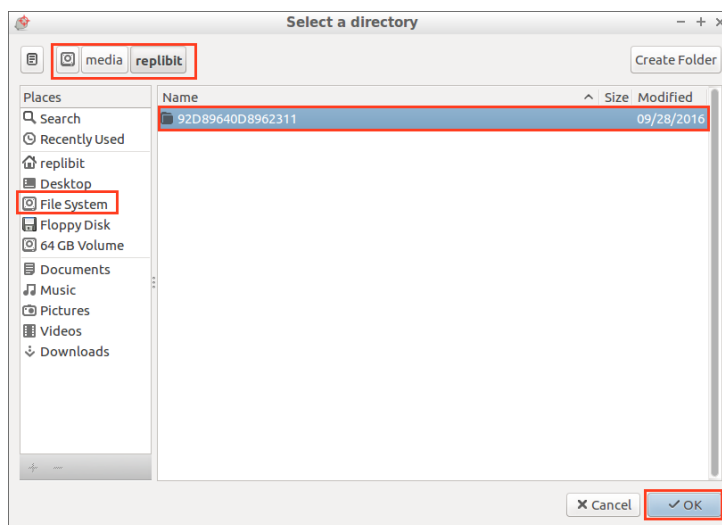 Select a directory
media replibit Create Folder
Places
Search
Recently Used
replibit
Desktop
File System
Floppy Disk
64 GB Volume
Documents
Music
Pictures
Videos
Downloads
Name Size Modified
92D89640D8962311 09/28/2016
Cancel OK